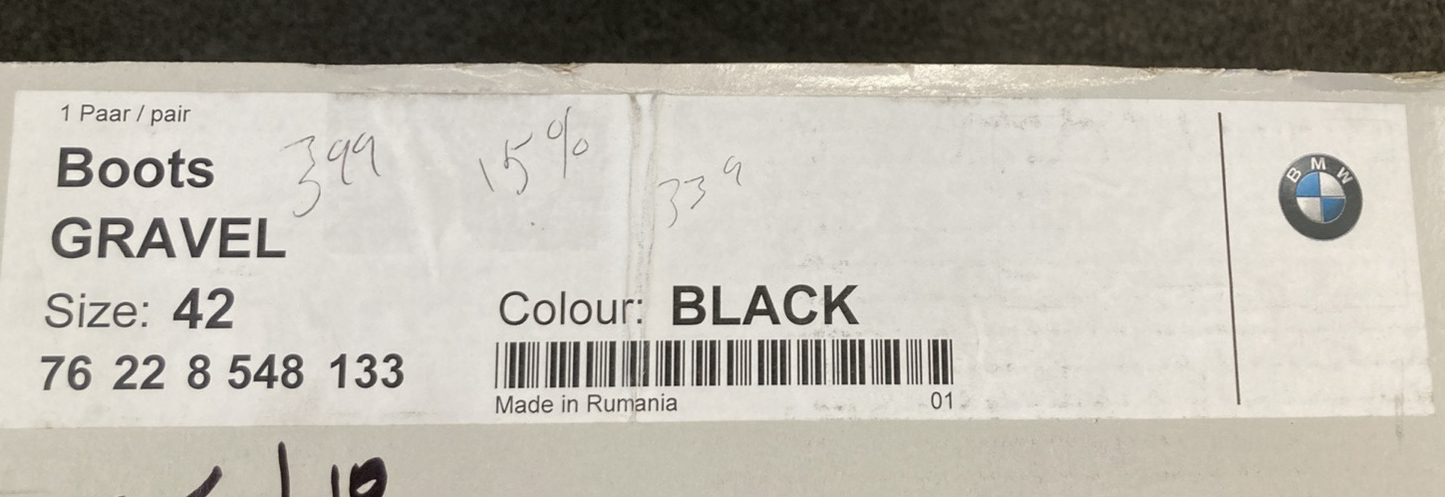 1 Paar / pair
Boots 399 15% 339
GRAVEL
BMW
Size: 42 Colour: BLACK
76 22 8 548 133
Made in Rumania 01